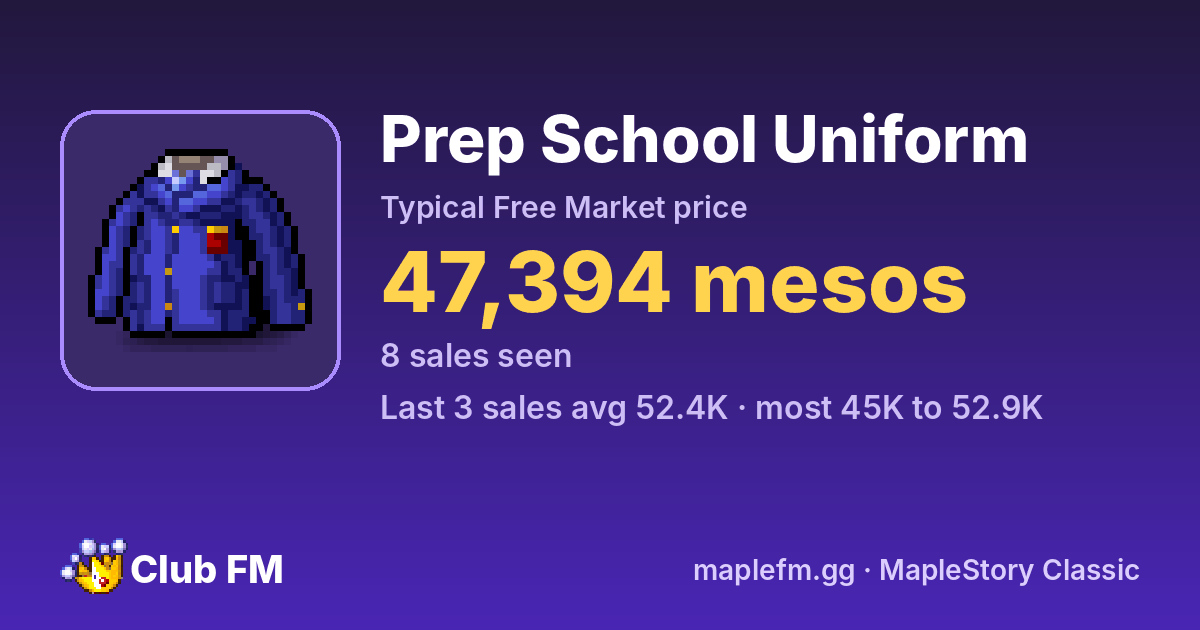 Prep School Uniform
Typical Free Market price
47,394 mesos
8 sales seen
Last 3 sales avg 52.4K · most 45K to 52.9K
Club FM
maplefm.gg · MapleStory Classic